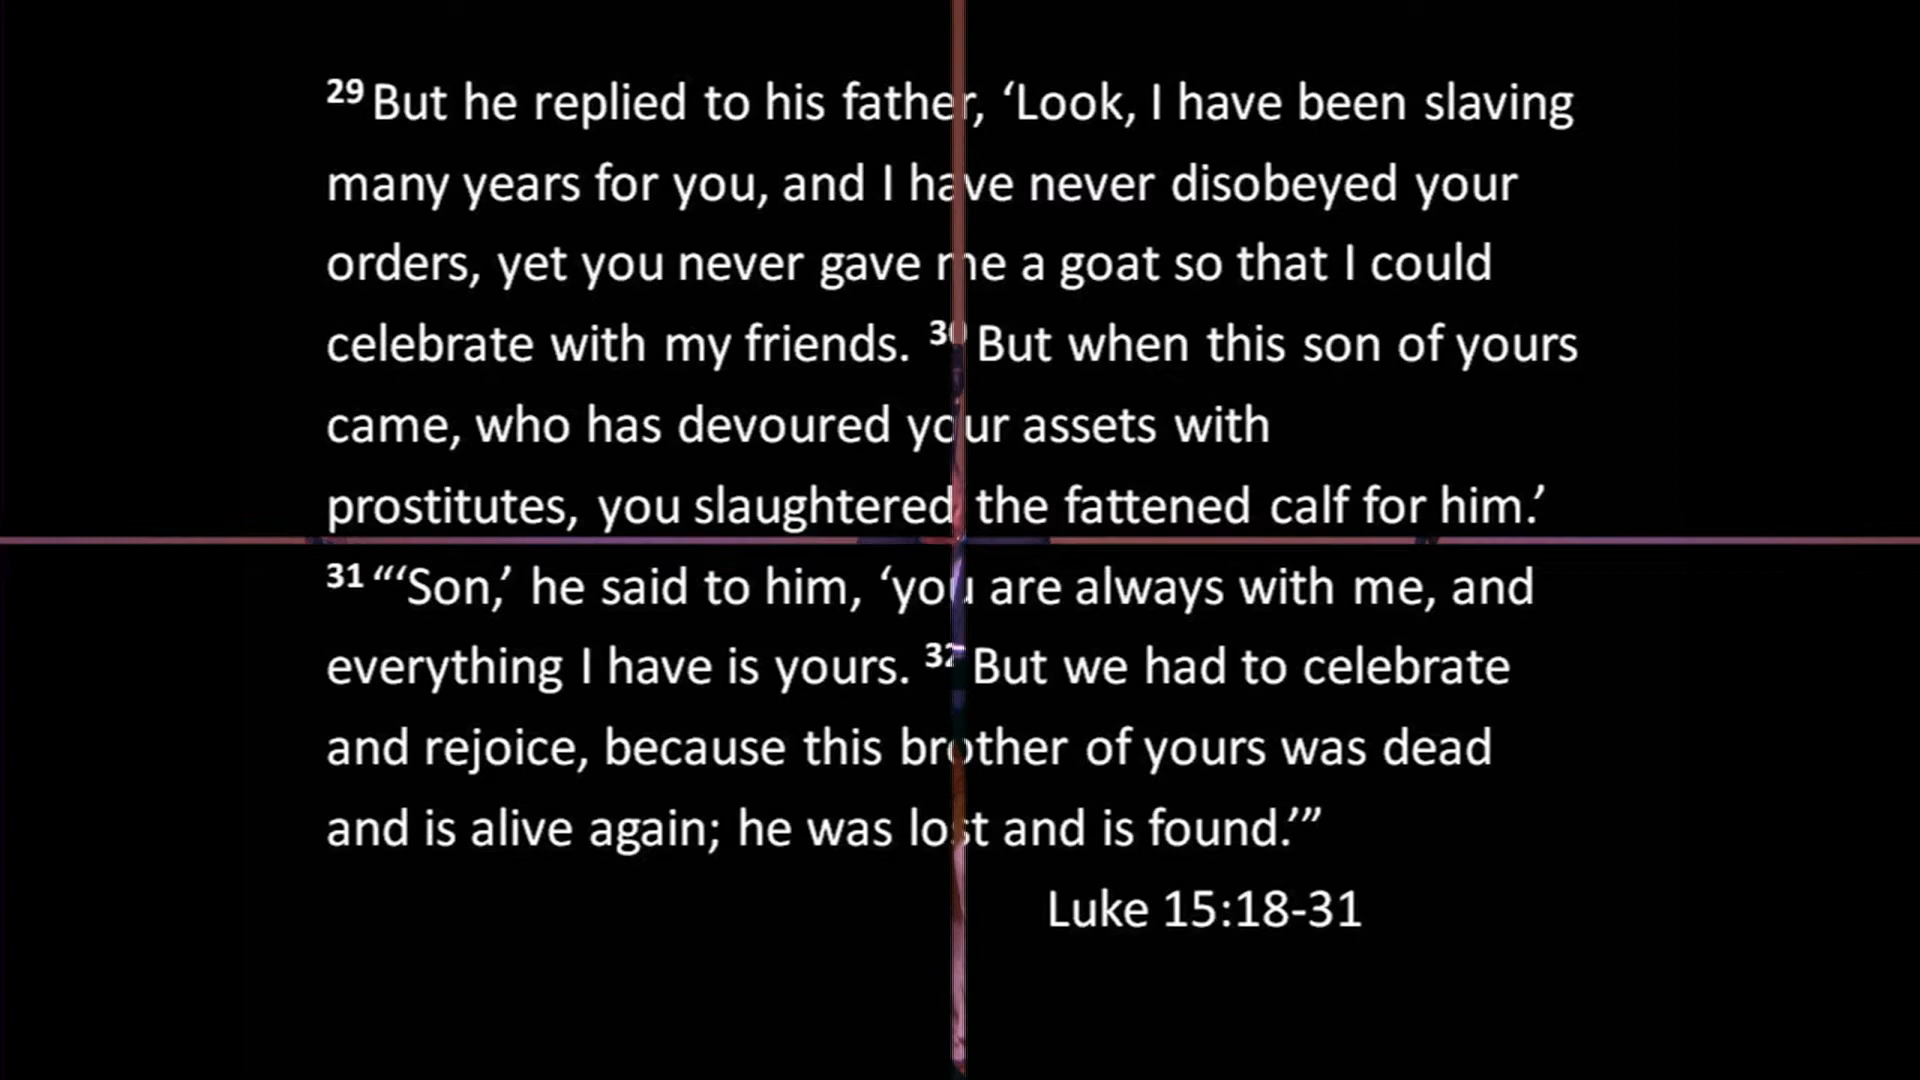 29 But he replied to his father, ‘Look, I have been slaving
many years for you, and I have never disobeyed your
orders, yet you never gave me a goat so that I could
celebrate with my friends. 30 But when this son of yours
came, who has devoured your assets with
prostitutes, you slaughtered the fattened calf for him.’
31 “‘Son,’ he said to him, ‘you are always with me, and
everything I have is yours. 32 But we had to celebrate
and rejoice, because this brother of yours was dead
and is alive again; he was lost and is found.’”
Luke 15:18-31